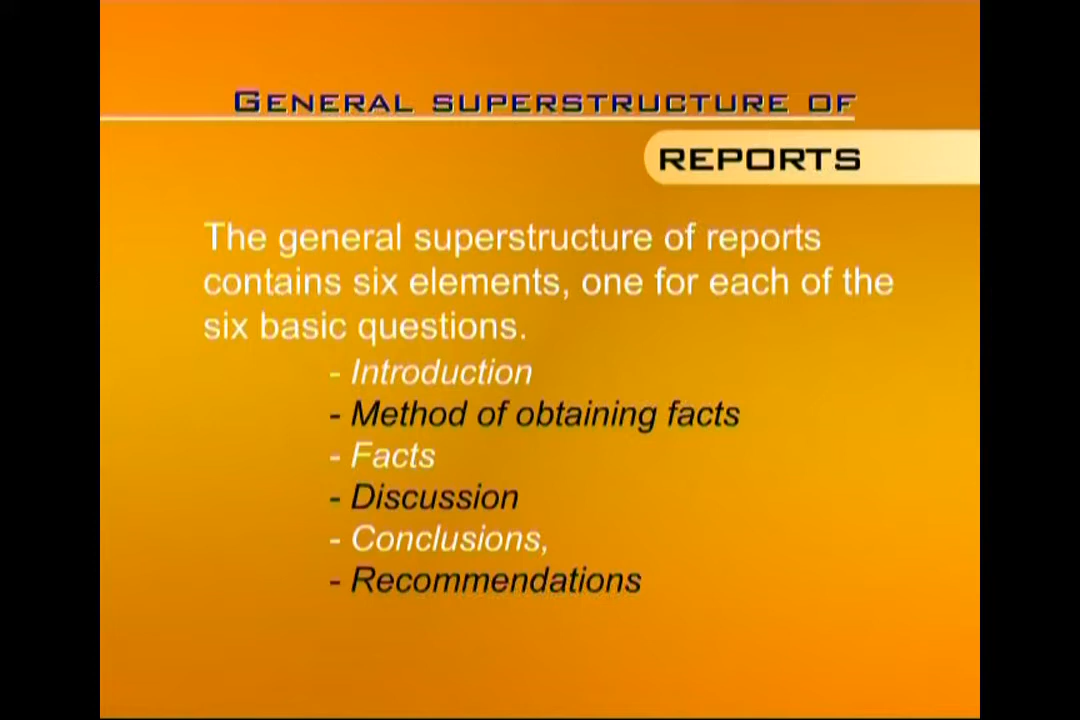 GENERAL SUPERSTRUCTURE OF
REPORTS
The general superstructure of reports
contains six elements, one for each of the
six basic questions.
- Introduction
- Method of obtaining facts
- Facts
- Discussion
- Conclusions,
- Recommendations